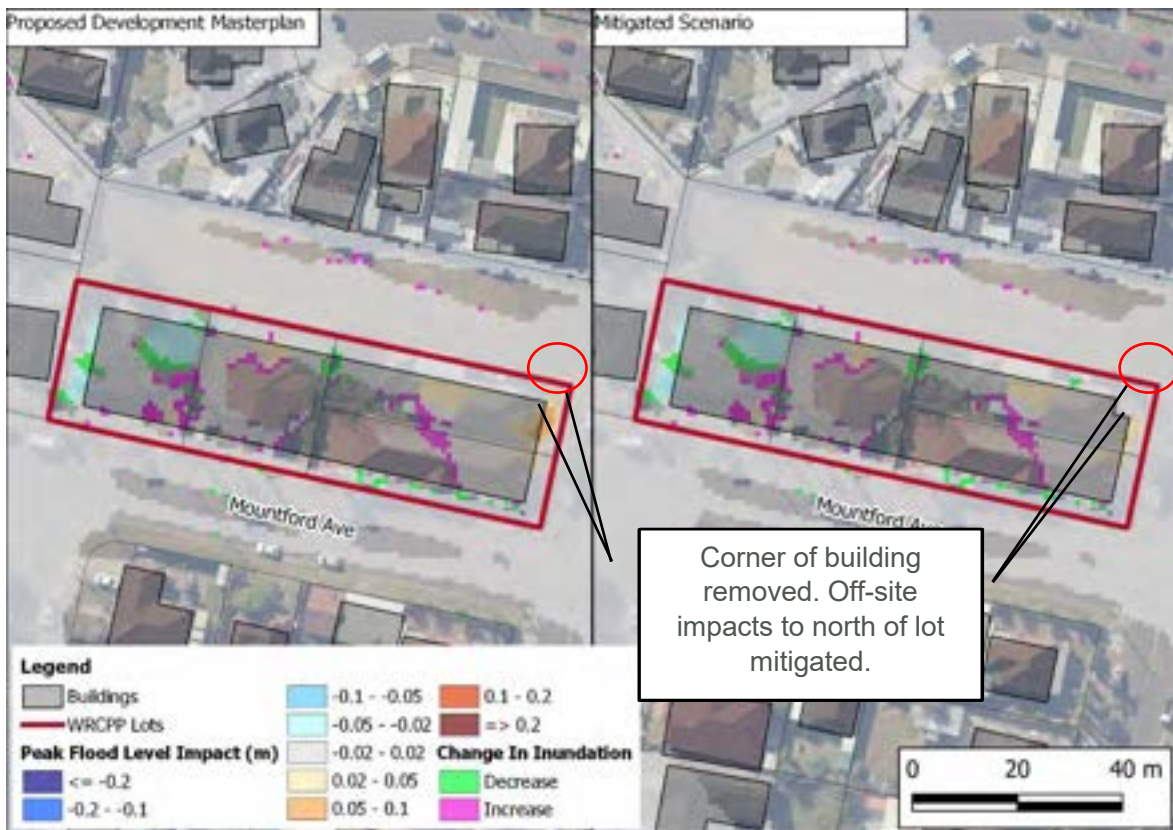 Proposed Development Masterplan
Mitigated Scenario
Mountford Ave
Mountford Av
Corner of building
removed. Off-site
impacts to north of lot
mitigated.
Legend
Buildings
WRCPP Lots
Peak Flood Level Impact (m)
<= -0.2
-0.2 - -0.1
-0.1 - -0.05
-0.05 - -0.02
-0.02 - 0.02
0.02 - 0.05
0.05 - 0.1
0.1 - 0.2
=> 0.2
Change In Inundation
Decrease
Increase
0 20 40 m